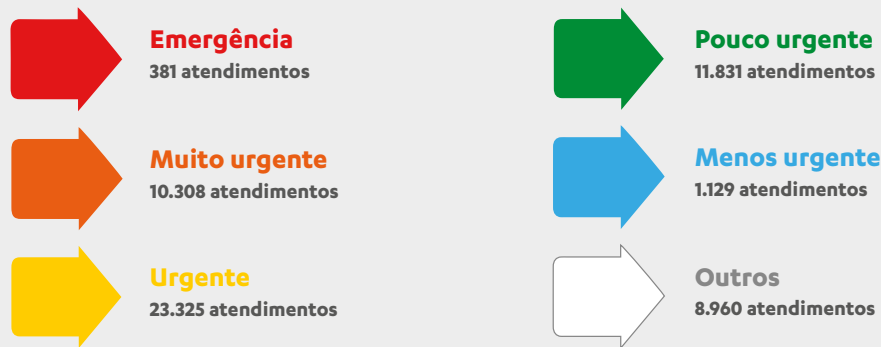 Emergência
381 atendimentos
Muito urgente
10.308 atendimentos
Urgente
23.325 atendimentos
Pouco urgente
11.831 atendimentos
Menos urgente
1.129 atendimentos
Outros
8.960 atendimentos